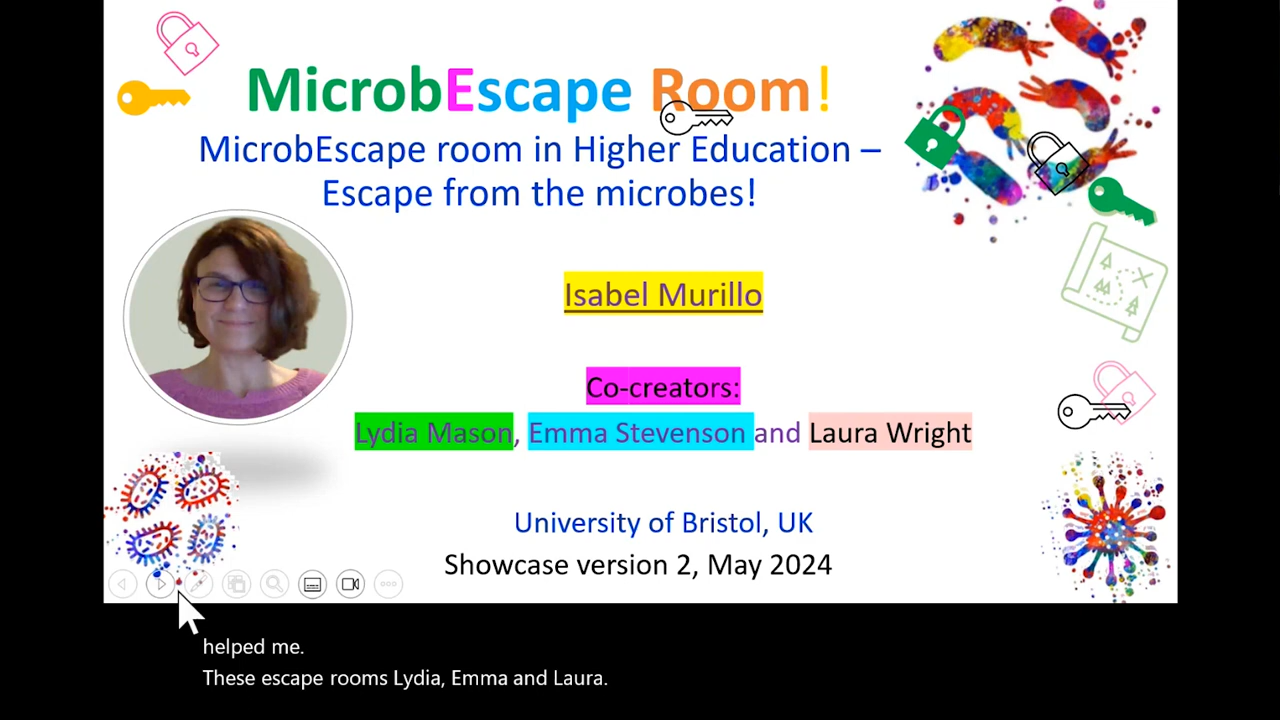 MicrobEscape Room!
MicrobEscape room in Higher Education –
Escape from the microbes!
Isabel Murillo
Co-creators:
Lydia Mason, Emma Stevenson and Laura Wright
University of Bristol, UK
Showcase version 2, May 2024
helped me.
These escape rooms Lydia, Emma and Laura.